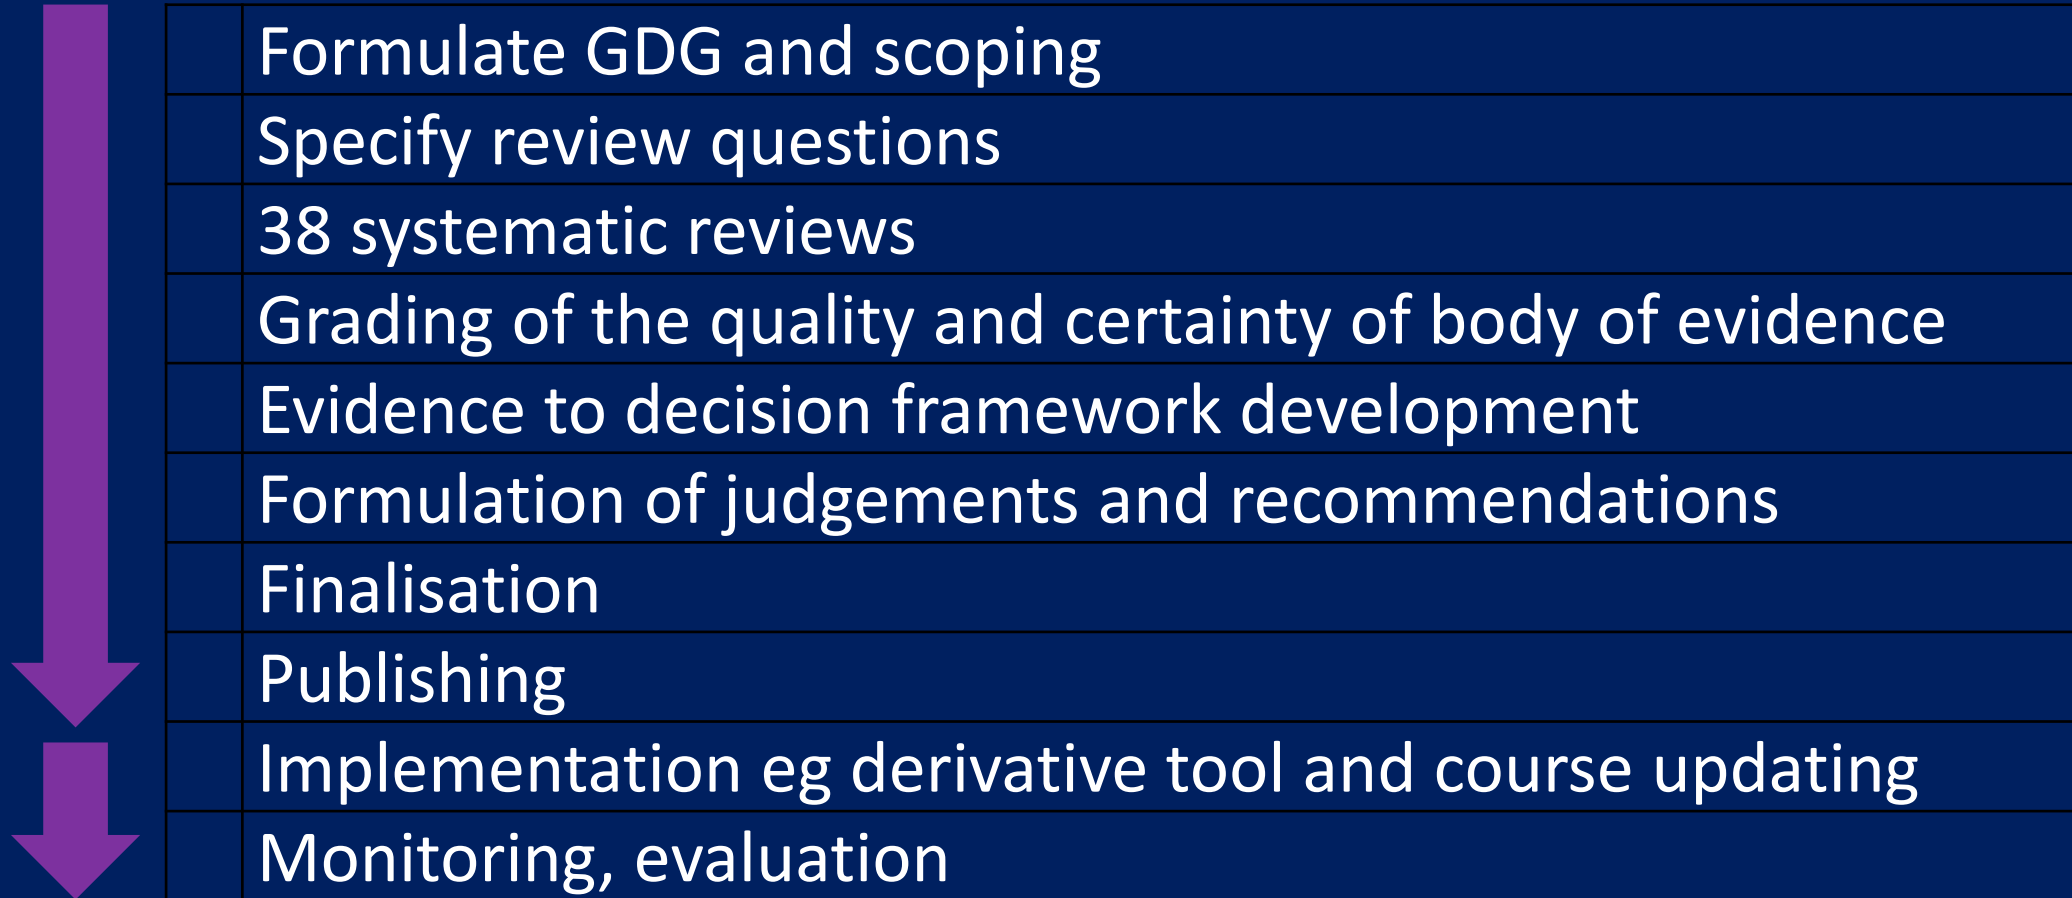 Formulate GDG and scoping
Specify review questions
38 systematic reviews
Grading of the quality and certainty of body of evidence
Evidence to decision framework development
Formulation of judgements and recommendations
Finalisation
Publishing
Implementation eg derivative tool and course updating
Monitoring, evaluation